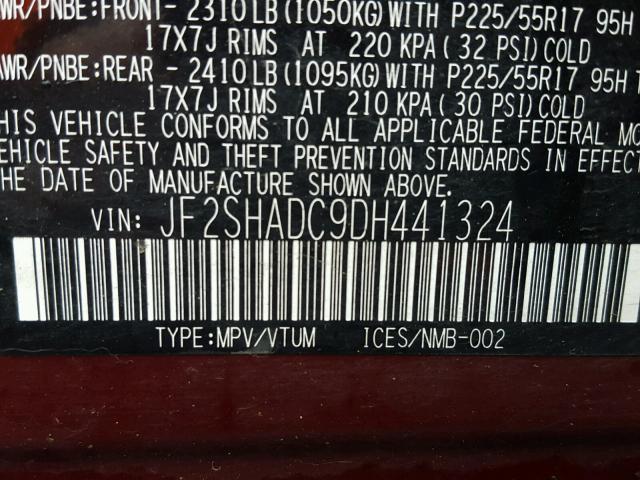 WR/PNBE:FRONT- 2310 LB (1050KG) WITH P225/55R17 95H
17X7J RIMS AT 220 KPA (32 PSI) COLD
AWR/PNBE:REAR - 2410 LB (1095KG) WITH P225/55R17 95H T
17X7J RIMS AT 210 KPA (30 PSI) COLD
HIS VEHICLE CONFORMS TO ALL APPLICABLE FEDERAL MO
EHICLE SAFETY AND THEFT PREVENTION STANDARDS IN EFFECT
THE DATE OF MANUFACTURE SHOWN ABOVE.
VIN: JF2SHADC9DH441324
TYPE:MPV/VTUM ICES/NMB-002